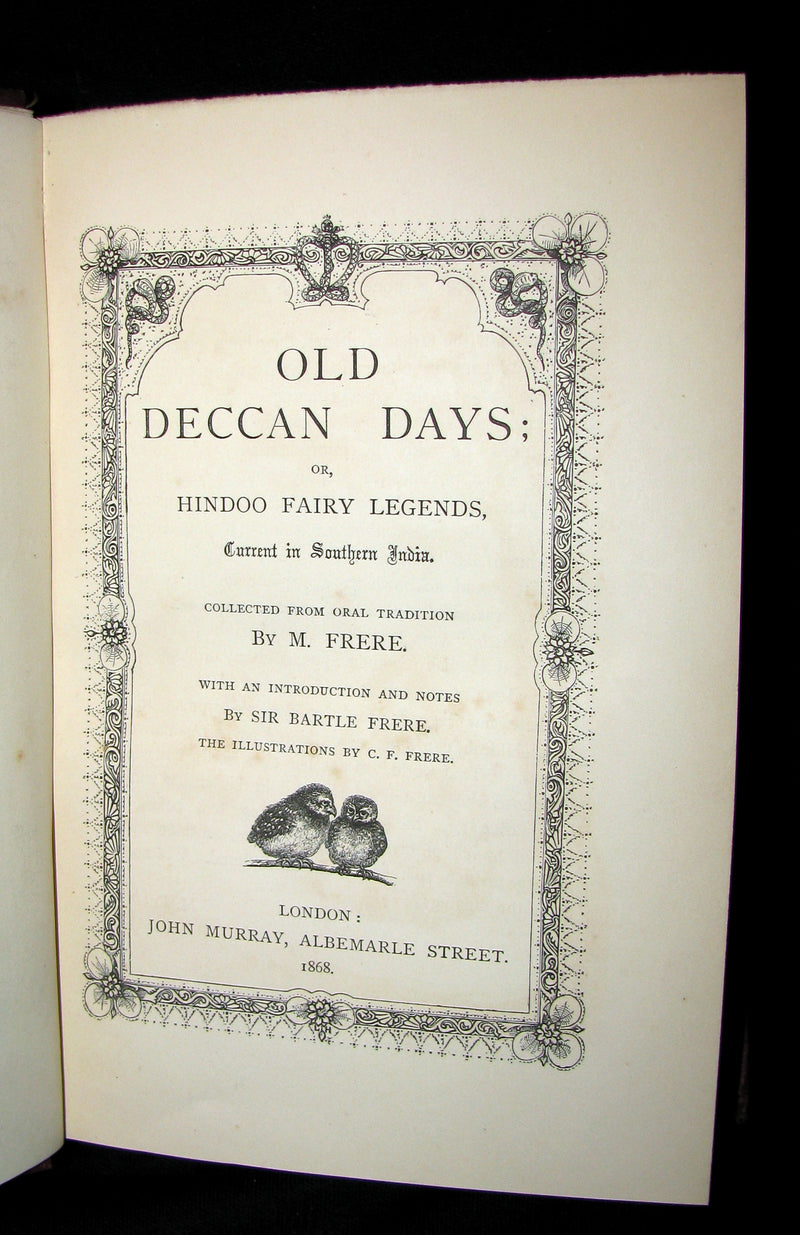 OLD
DECCAN DAYS;
OR,
HINDOO FAIRY LEGENDS,
Current in Southern India.
COLLECTED FROM ORAL TRADITION
BY M. FRERE.
WITH AN INTRODUCTION AND NOTES
BY SIR BARTLE FRERE.
THE ILLUSTRATIONS BY C. F. FRERE.
LONDON:
JOHN MURRAY, ALBEMARLE STREET.
1868.